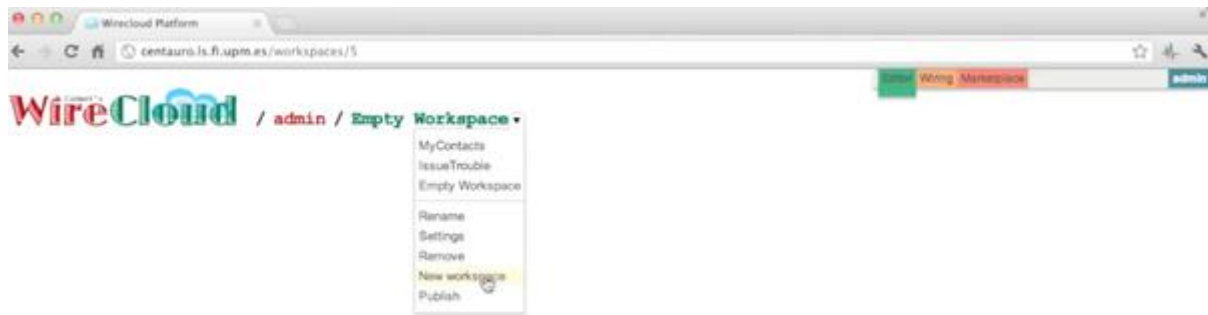 Wirecloud Platform
centauro.ls.fi.upm.es/workspaces/5
Editor Wiring Marketplace admin
WireCloud / admin / Empty Workspace
MyContacts
IssueTrouble
Empty Workspace
Rename
Settings
Remove
New workspace
Publish